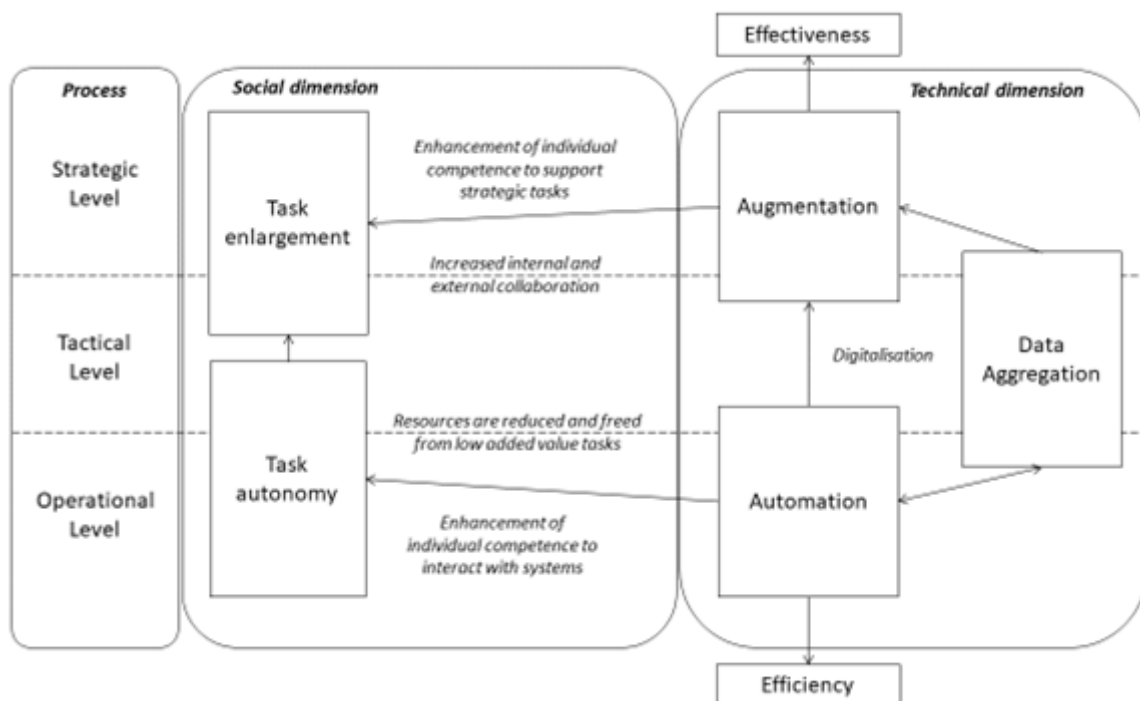 Effectiveness
Process
Social dimension
Technical dimension
Strategic
Level
Task
enlargement
Enhancement of individual
competence to support
strategic tasks
Augmentation
Increased internal and
external collaboration
Tactical
Level
Digitalisation
Data
Aggregation
Resources are reduced and freed
from low added value tasks
Operational
Level
Task
autonomy
Automation
Enhancement of
individual competence to
interact with systems
Efficiency